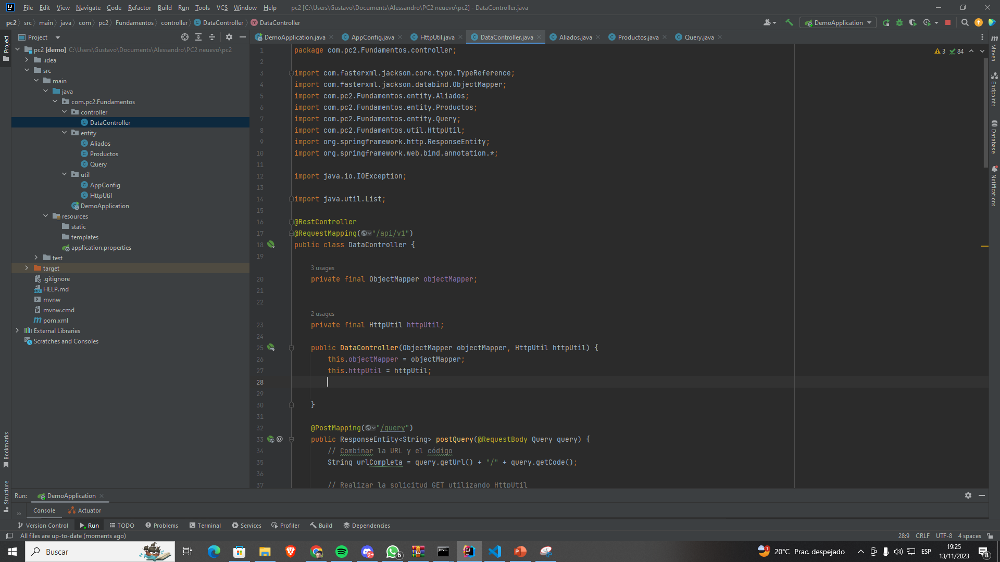 File Edit View Navigate Code Refactor Build Run Tools VCS Window Help pc2 [C:\Users\Gustavo\Documents\Alessandro\PC2 neuevo\pc2] - DataController.java
pc2 src main java com pc2 Fundamentos controller DataController DataController
DemoApplication
Project
DemoApplication.java AppConfig.java HttpUtil.java DataController.java Aliados.java Productos.java Query.java
Project
Bookmarks
Structure
pc2 [demo] C:\Users\Gustavo\Documents\Alessandro\PC2 neuevo\pc2
.idea
src
main
java
com.pc2.Fundamentos
controller
DataController
entity
Aliados
Productos
Query
util
AppConfig
HttpUtil
DemoApplication
resources
static
templates
application.properties
test
target
.gitignore
HELP.md
mvnw
mvnw.cmd
pom.xml
External Libraries
Scratches and Consoles
3 84
1 package com.pc2.Fundamentos.controller;
2
3 import com.fasterxml.jackson.core.type.TypeReference;
4 import com.fasterxml.jackson.databind.ObjectMapper;
5 import com.pc2.Fundamentos.entity.Aliados;
6 import com.pc2.Fundamentos.entity.Productos;
7 import com.pc2.Fundamentos.entity.Query;
8 import com.pc2.Fundamentos.util.HttpUtil;
9 import org.springframework.http.ResponseEntity;
10 import org.springframework.web.bind.annotation.*;
11
12 import java.io.IOException;
13
14 import java.util.List;
15
16 @RestController
17 @RequestMapping("/api/v1")
18 public class DataController {
19
3 usages
20 private final ObjectMapper objectMapper;
21
22
2 usages
23 private final HttpUtil httpUtil;
24
25 public DataController(ObjectMapper objectMapper, HttpUtil httpUtil) {
26 this.objectMapper = objectMapper;
27 this.httpUtil = httpUtil;
28
29
30 }
31
32 @PostMapping("/query")
33 @ public ResponseEntity<String> postQuery(@RequestBody Query query) {
34 // Combinar la URL y el código
35 String urlCompleta = query.getUrl() + "/" + query.getCode();
36
37 // Realizar la solicitud GET utilizando HttpUtil
m
Maven
Endpoints
Database
Notifications
Run: DemoApplication
» Console Actuator
Version Control Run TODO Problems Terminal Services Profiler Build Dependencies
All files are up-to-date (moments ago) 28:9 CRLF UTF-8 4 spaces
Buscar
9+
6
1
20°C Prac. despejado
ESP
19:25
13/11/2023
8